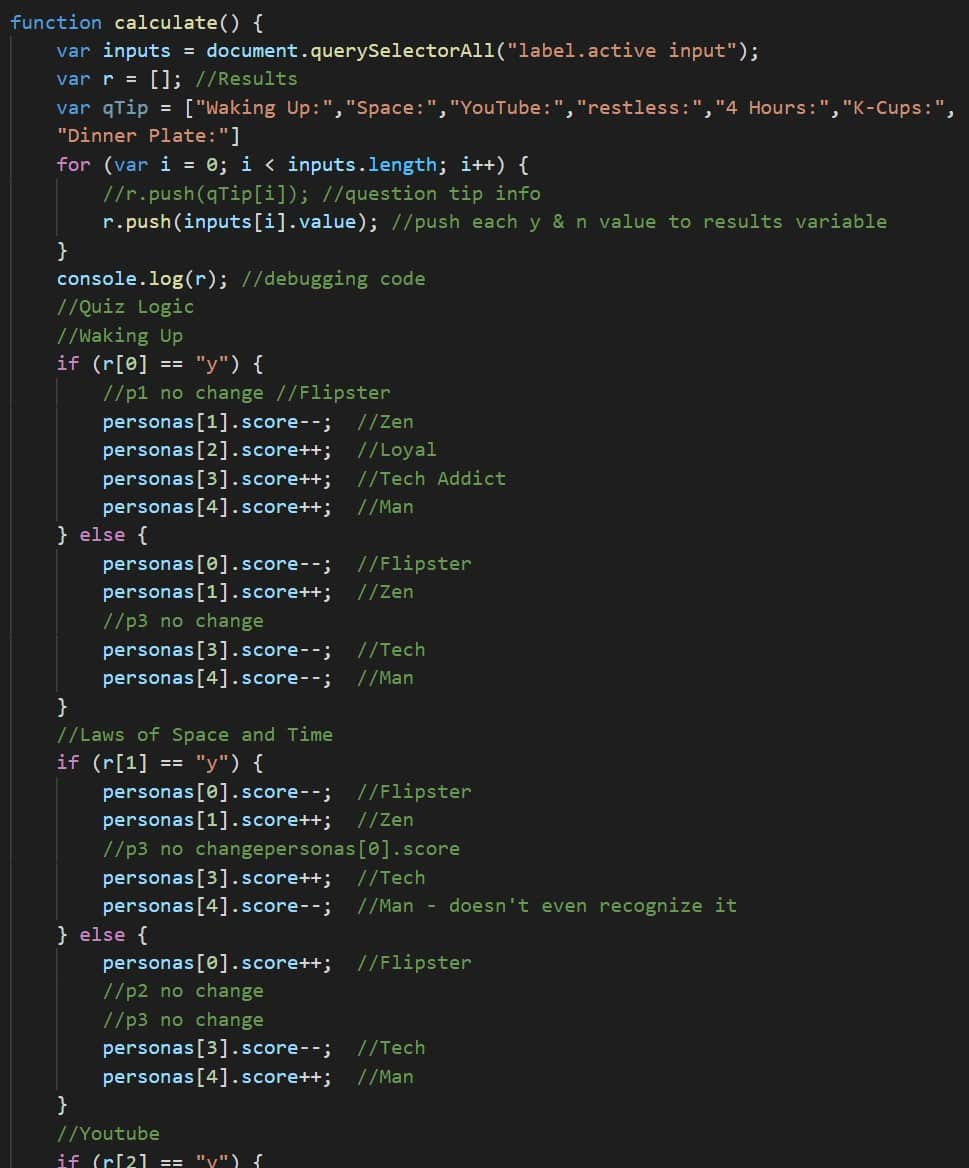 function calculate() {
var inputs = document.querySelectorAll("label.active input");
var r = []; //Results
var qTip = ["Waking Up:","Space:","YouTube:","restless:","4 Hours:","K-Cups:",
"Dinner Plate:"]
for (var i = 0; i < inputs.length; i++) {
//r.push(qTip[i]); //question tip info
r.push(inputs[i].value); //push each y & n value to results variable
}
console.log(r); //debugging code
//Quiz Logic
//Waking Up
if (r[0] == "y") {
//p1 no change //Flipster
personas[1].score--; //Zen
personas[2].score++; //Loyal
personas[3].score++; //Tech Addict
personas[4].score++; //Man
} else {
personas[0].score--; //Flipster
personas[1].score++; //Zen
//p3 no change
personas[3].score--; //Tech
personas[4].score--; //Man
}
//Laws of Space and Time
if (r[1] == "y") {
personas[0].score--; //Flipster
personas[1].score++; //Zen
//p3 no changepersonas[0].score
personas[3].score++; //Tech
personas[4].score--; //Man - doesn't even recognize it
} else {
personas[0].score++; //Flipster
//p2 no change
//p3 no change
personas[3].score--; //Tech
personas[4].score++; //Man
}
//Youtube
if (r[2] == "y") {